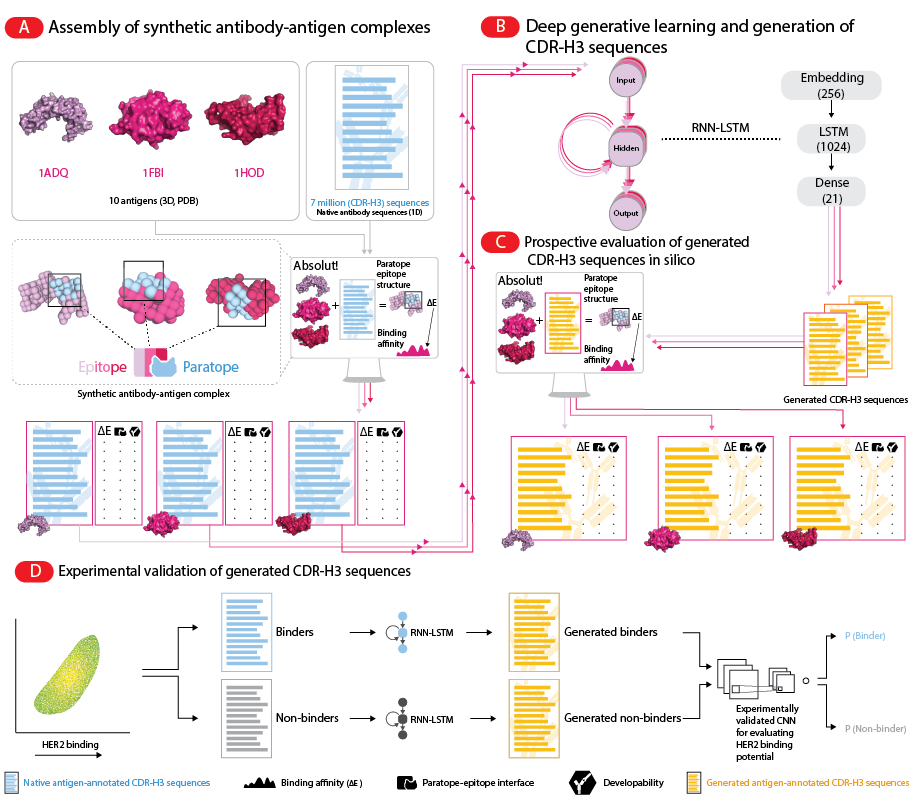 A Assembly of synthetic antibody-antigen complexes
1ADQ
1FBI
1HOD
10 antigens (3D, PDB)
7 million (CDR-H3) sequences
Native antibody sequences (1D)
Epitope
Paratope
Synthetic antibody-antigen complex
Absolut!
Paratope
epitope
structure
+
=
ΔE
Binding
affinity
ΔE
ΔE
ΔE
B Deep generative learning and generation of
CDR-H3 sequences
Input
Hidden
Output
RNN-LSTM
Embedding
(256)
LSTM
(1024)
Dense
(21)
C Prospective evaluation of generated
CDR-H3 sequences in silico
Absolut!
Paratope
epitope
structure
+
=
ΔE
Binding
affinity
Generated CDR-H3 sequences
ΔE
ΔE
ΔE
D Experimental validation of generated CDR-H3 sequences
HER2 binding
Binders
RNN-LSTM
Generated binders
Non-binders
RNN-LSTM
Generated non-binders
Experimentally
validated CNN
for evaluating
HER2 binding
potential
P (Binder)
P (Non-binder)
Native antigen-annotated CDR-H3 sequences
Binding affinity (ΔE )
Paratope-epitope interface
Developability
Generated antigen-annotated CDR-H3 sequences